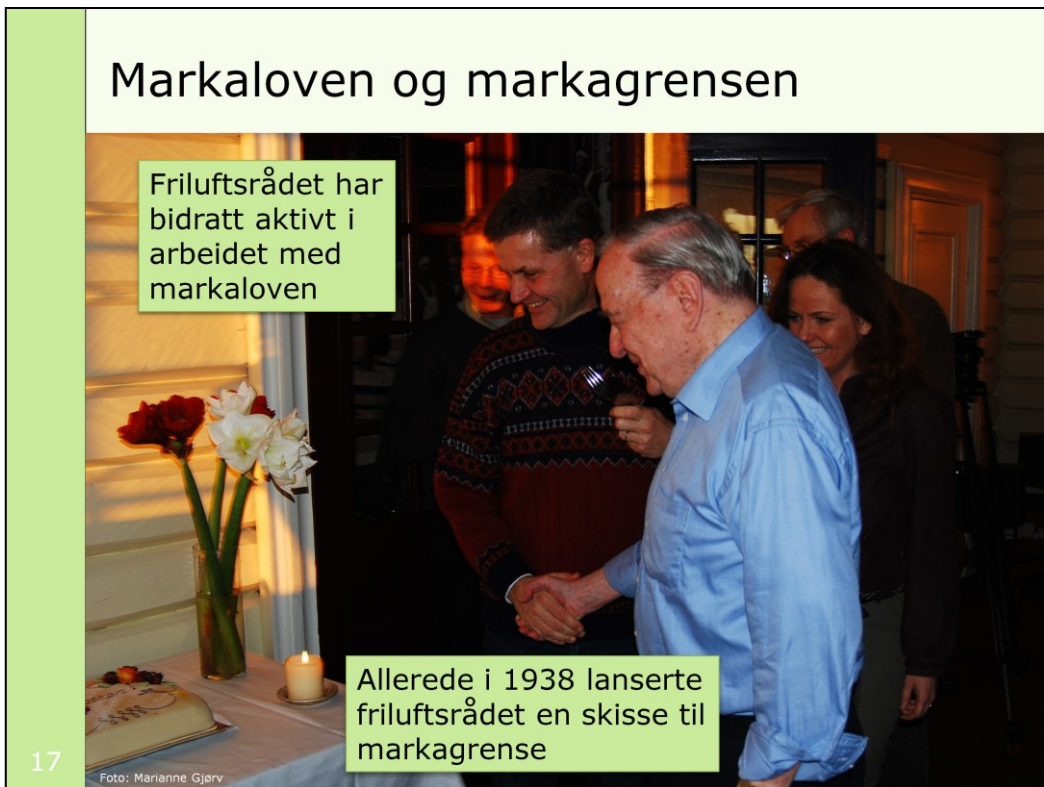 Markaloven og markagrensen
Friluftsrådet har
bidratt aktivt i
arbeidet med
markaloven
Allerede i 1938 lanserte
friluftsrådet en skisse til
markagrense
17
Foto: Marianne Gjørv